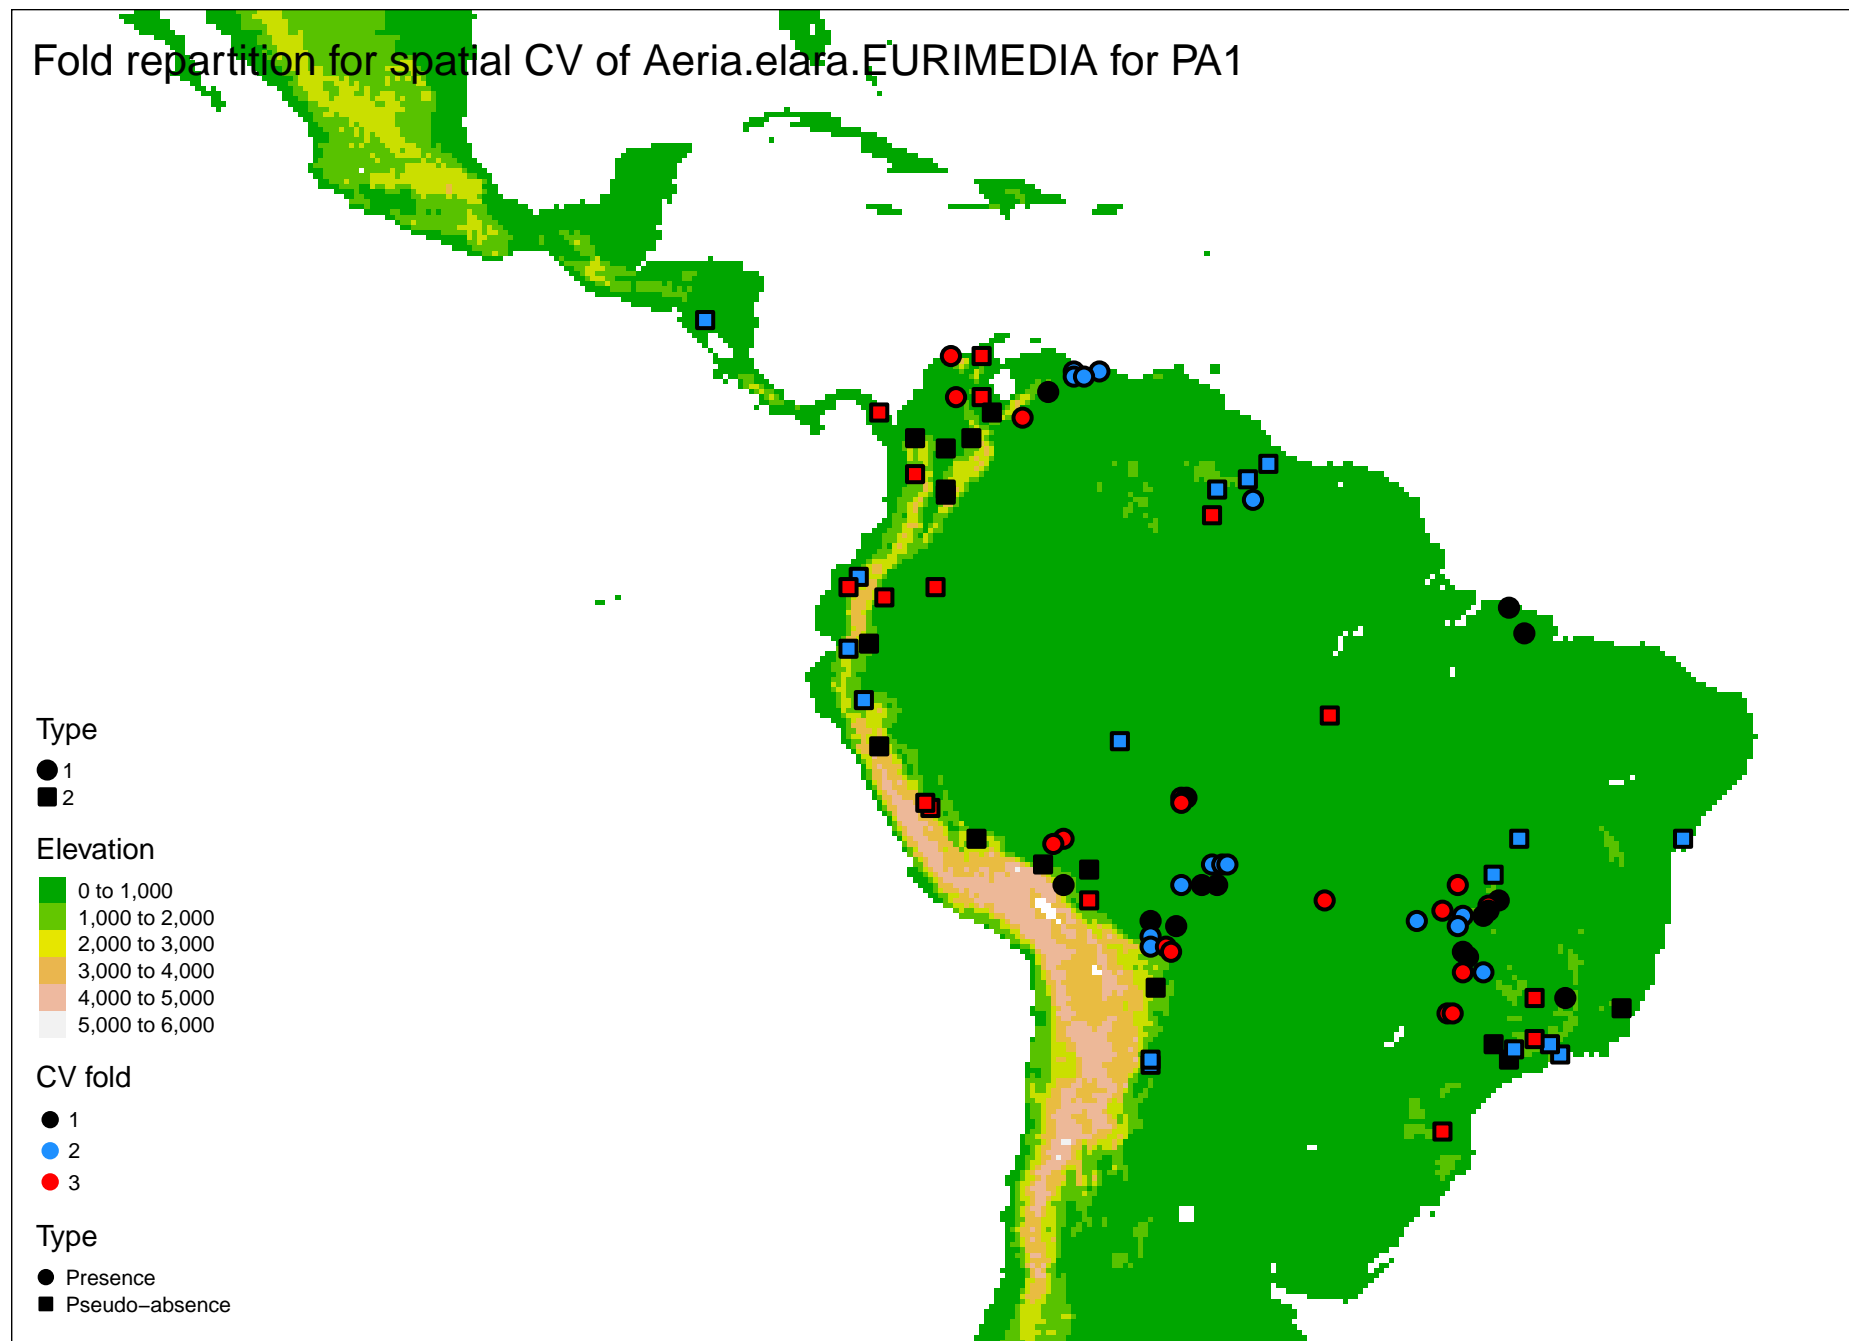 Fold repartition for spatial CV of Aeria.elara.EURIMEDIA for PA1
Type
1
2
Elevation
0 to 1,000
1,000 to 2,000
2,000 to 3,000
3,000 to 4,000
4,000 to 5,000
5,000 to 6,000
CV fold
1
2
3
Type
Presence
Pseudo−absence